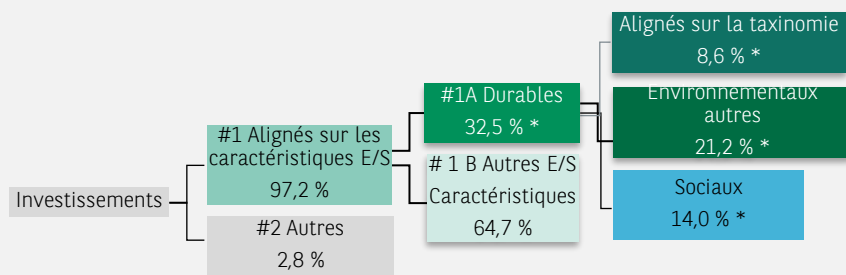 Investissements
#1 Alignés sur les
caractéristiques E/S
97,2 %
#2 Autres
2,8 %
#1A Durables
32,5 % *
# 1 B Autres E/S
Caractéristiques
64,7 %
Alignés sur la taxinomie
8,6 % *
Environnementaux
autres
21,2 % *
Sociaux
14,0 % *